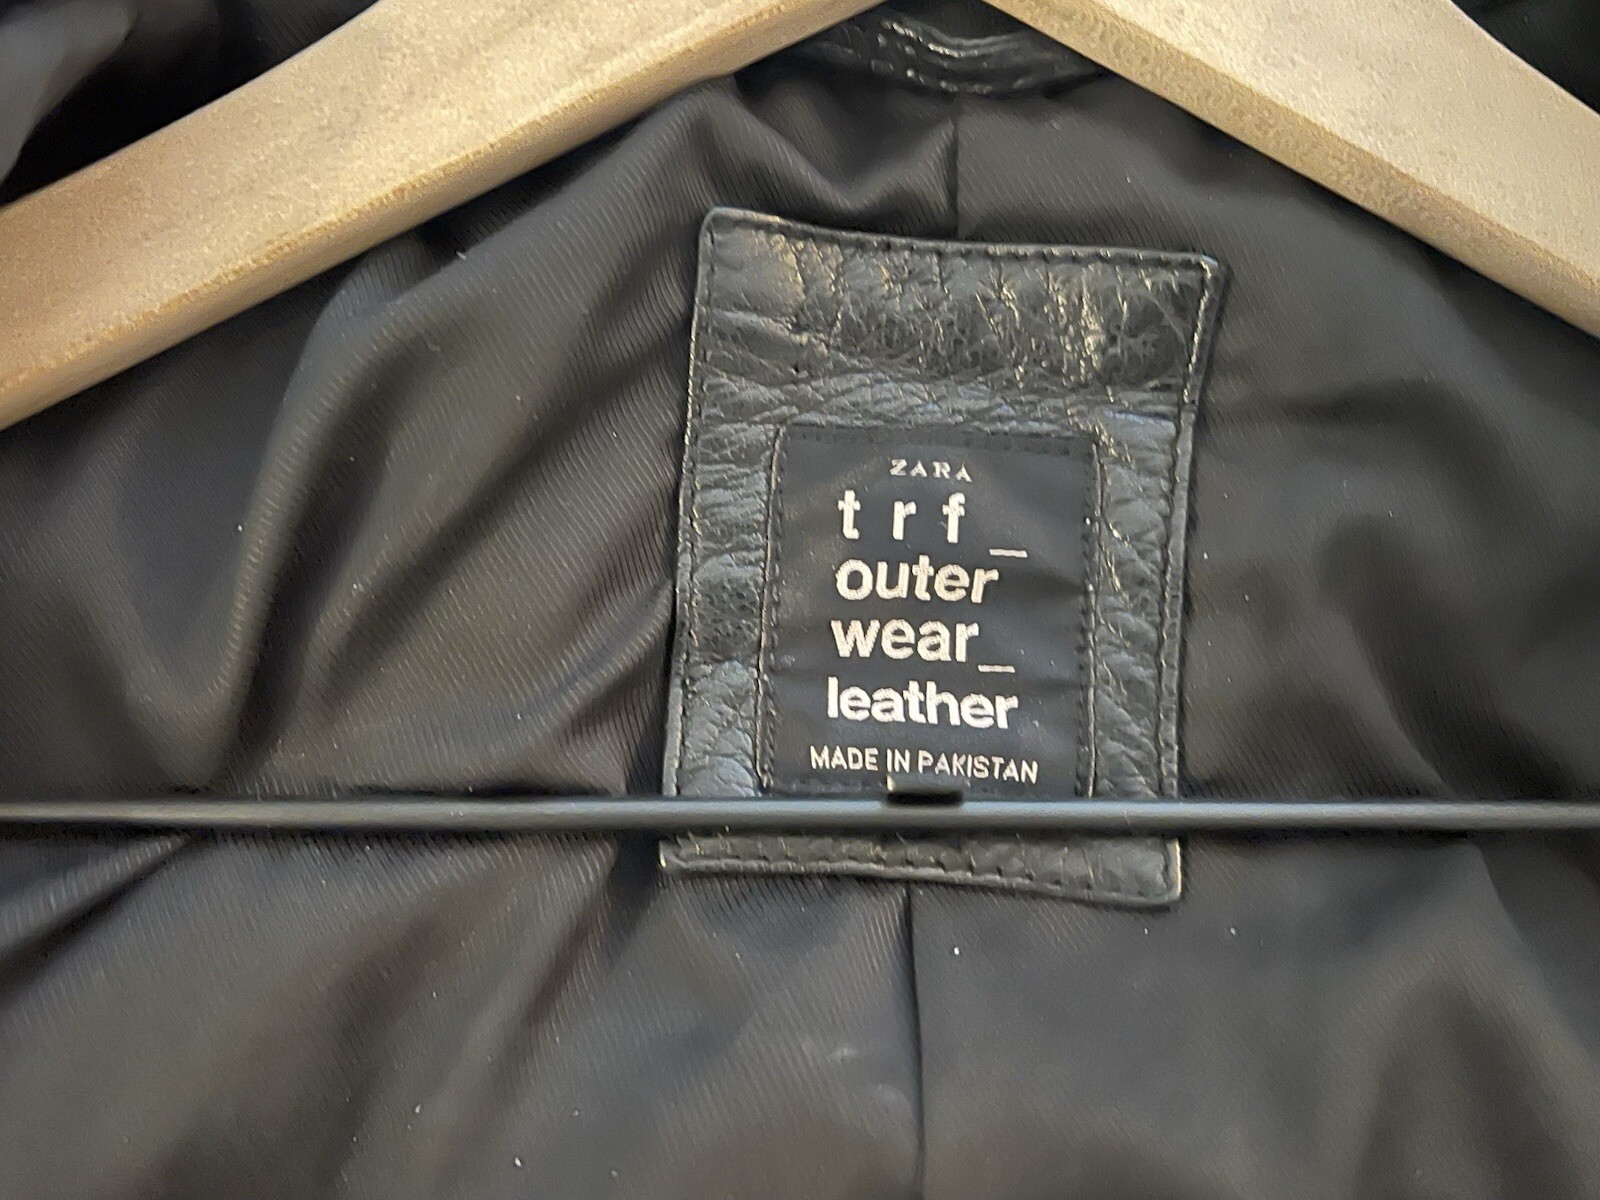 ZARA
trf_
outer
wear_
leather
MADE IN PAKISTAN